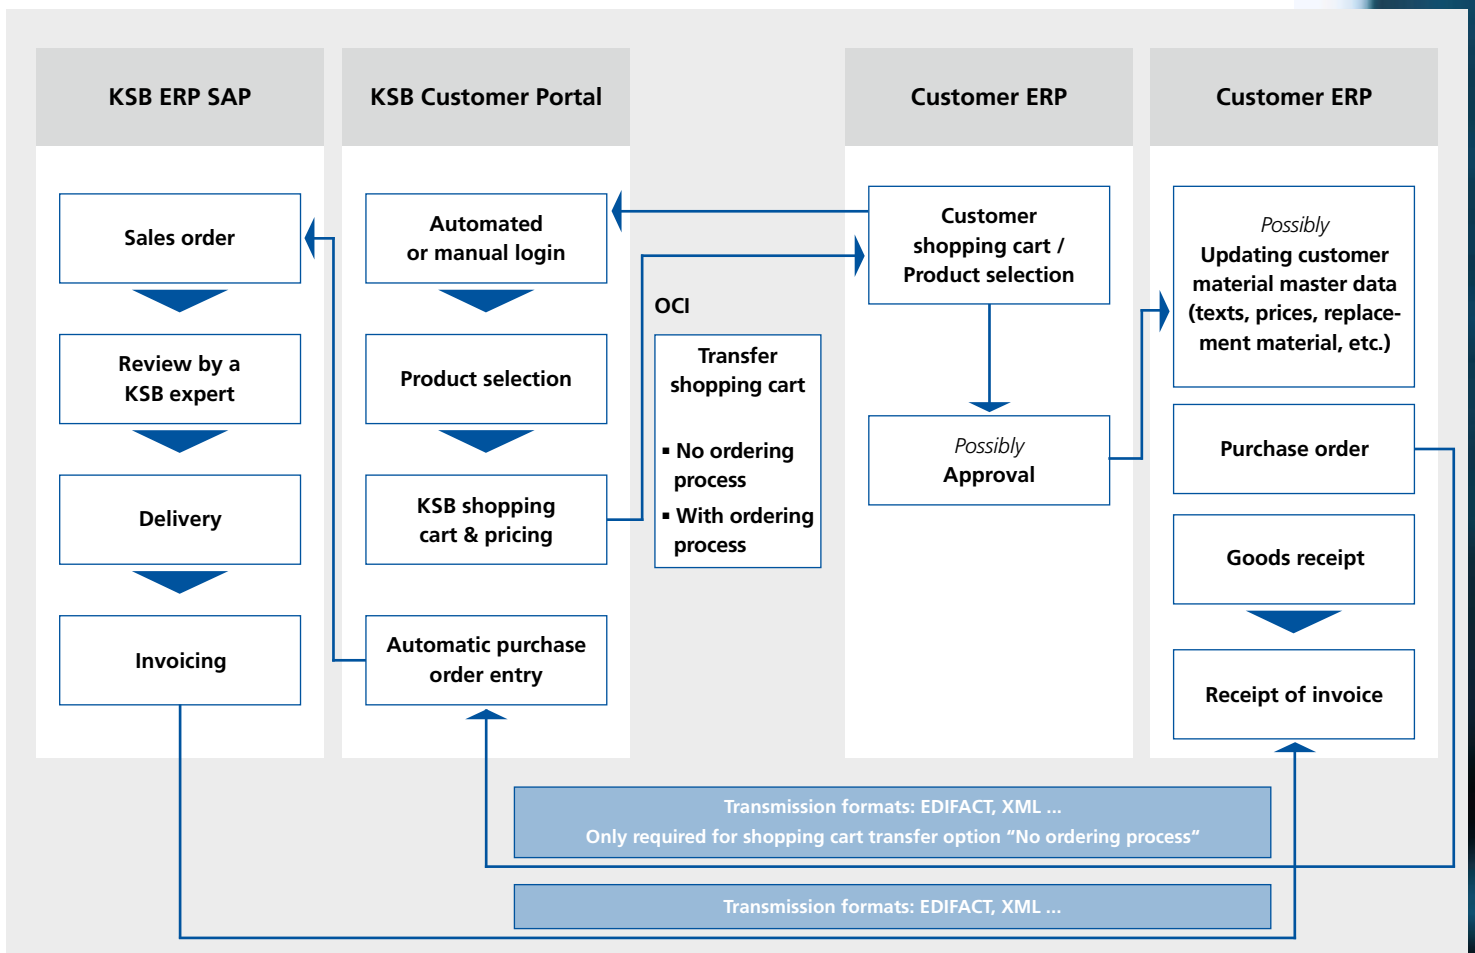 KSB ERP SAP
Sales order
Review by a
KSB expert
Delivery
Invoicing
KSB Customer Portal
Automated
or manual login
Product selection
KSB shopping
cart & pricing
Automatic purchase
order entry
OCI
Transfer
shopping cart
▪ No ordering
process
▪ With ordering
process
Customer ERP
Customer
shopping cart /
Product selection
Possibly
Approval
Customer ERP
Possibly
Updating customer
material master data
(texts, prices, replace-
ment material, etc.)
Purchase order
Goods receipt
Receipt of invoice
Transmission formats: EDIFACT, XML ...
Only required for shopping cart transfer option “No ordering process“
Transmission formats: EDIFACT, XML ...